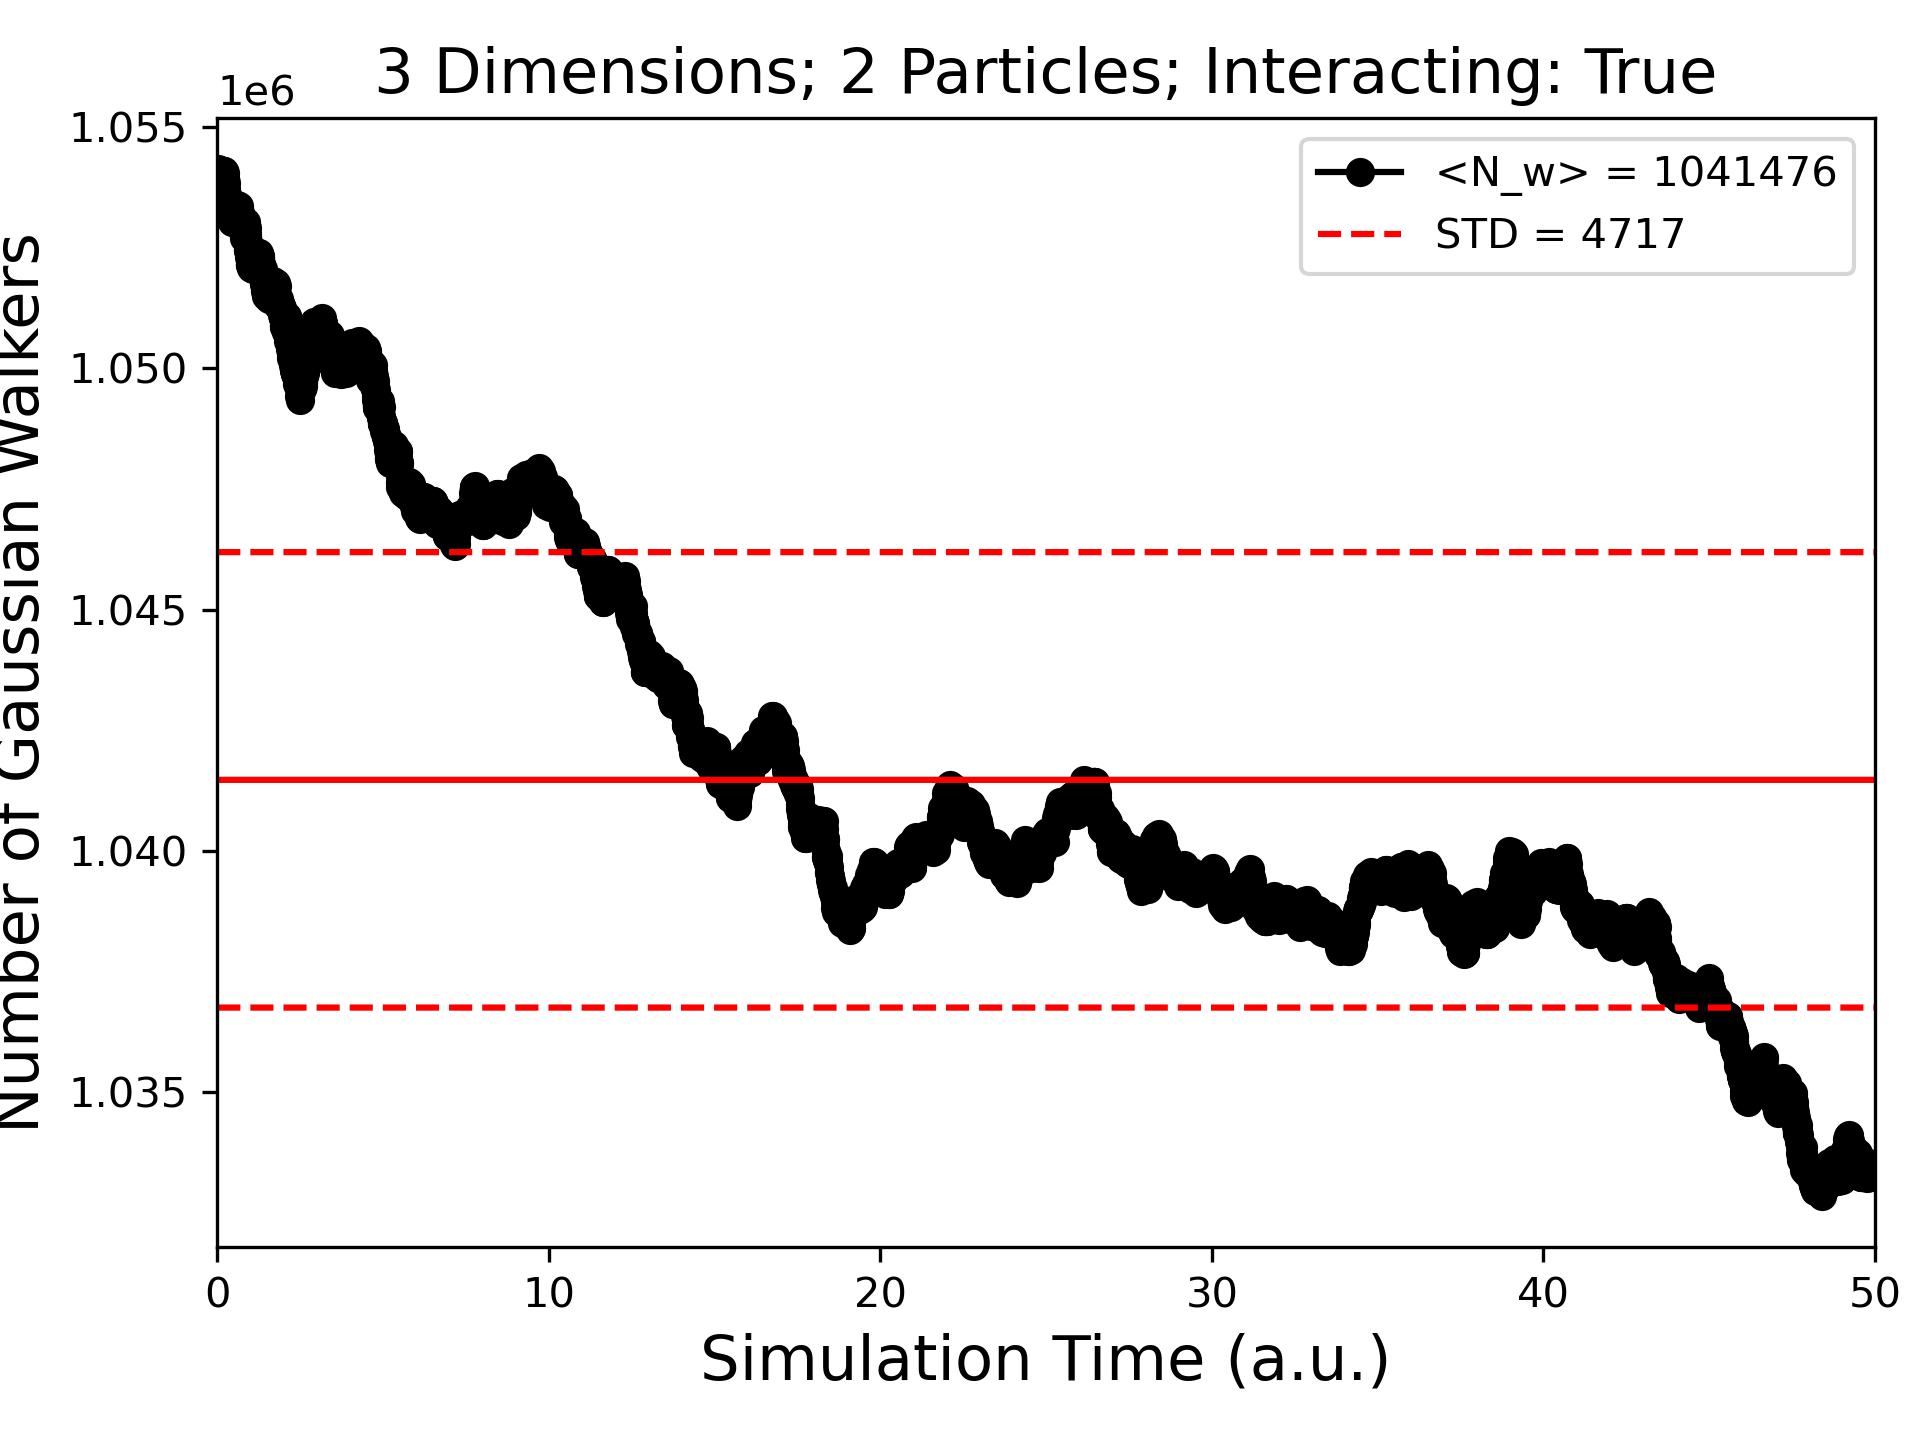 3 Dimensions; 2 Particles; Interacting: True
1e6
1.055
1.050
1.045
1.040
1.035
Number of Gaussian Walkers
<N_w> = 1041476
STD = 4717
0 10 20 30 40 50
Simulation Time (a.u.)